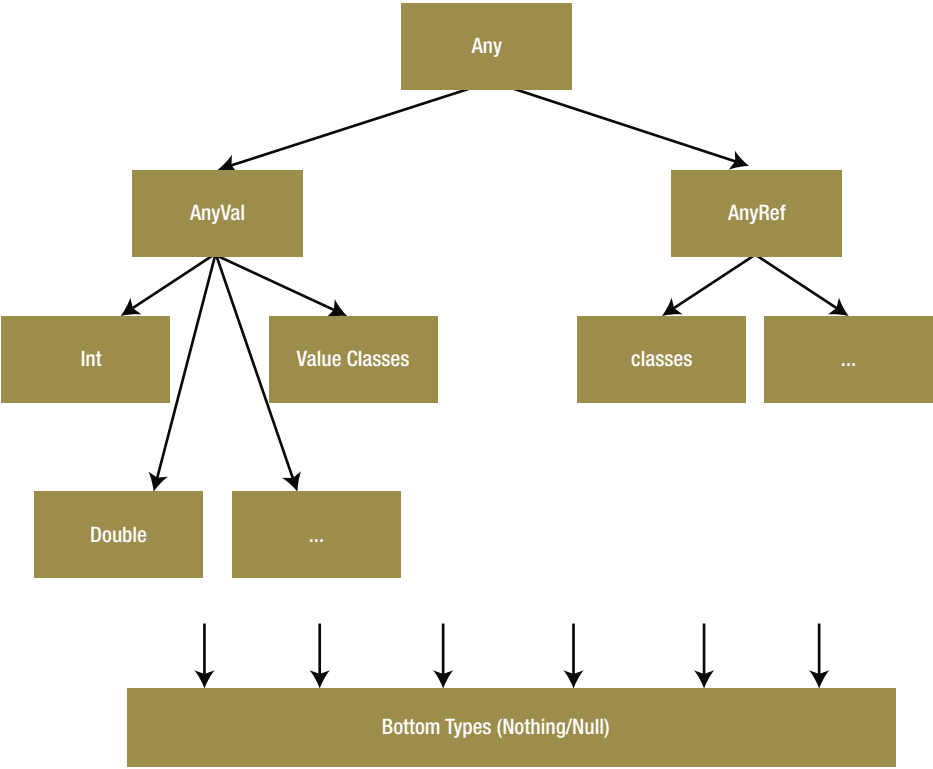 Any
AnyVal
AnyRef
Int
Value Classes
classes
...
Double
...
Bottom Types (Nothing/Null)